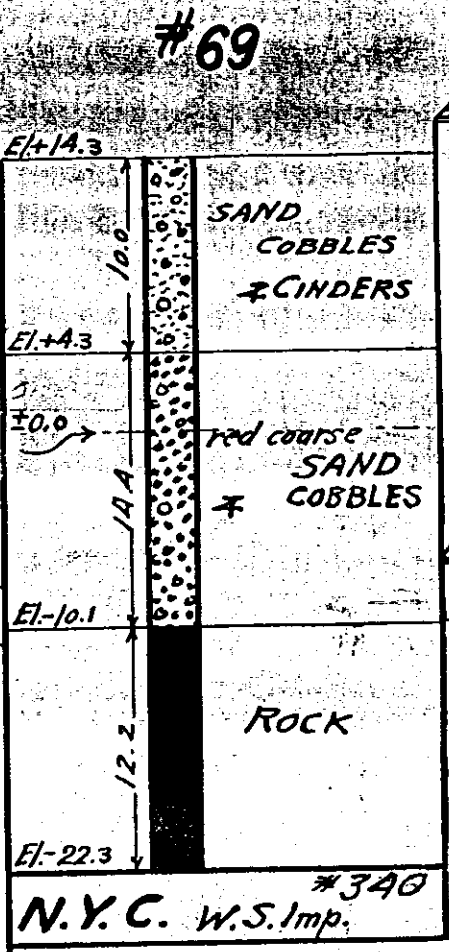 #69
El+14.3
10.0
SAND
COBBLES
& CINDERS
El.+4.3
±0.0
14.4
red coarse
SAND
& COBBLES
El.-10.1
12.2
ROCK
El-22.3
#340
N.Y.C. W.S.Imp.